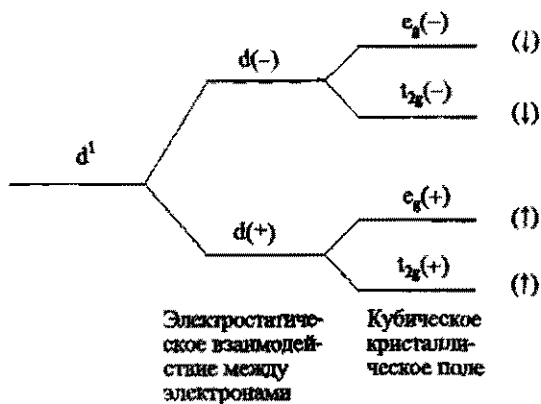 e_g(−) (↓)
d(−)
t_2g(−) (↓)
d¹
e_g(+) (↑)
d(+)
t_2g(+) (↑)
Электростатиче-
ское взаимодей-
ствие между
электронами
Кубическое
кристалли-
ческое поле